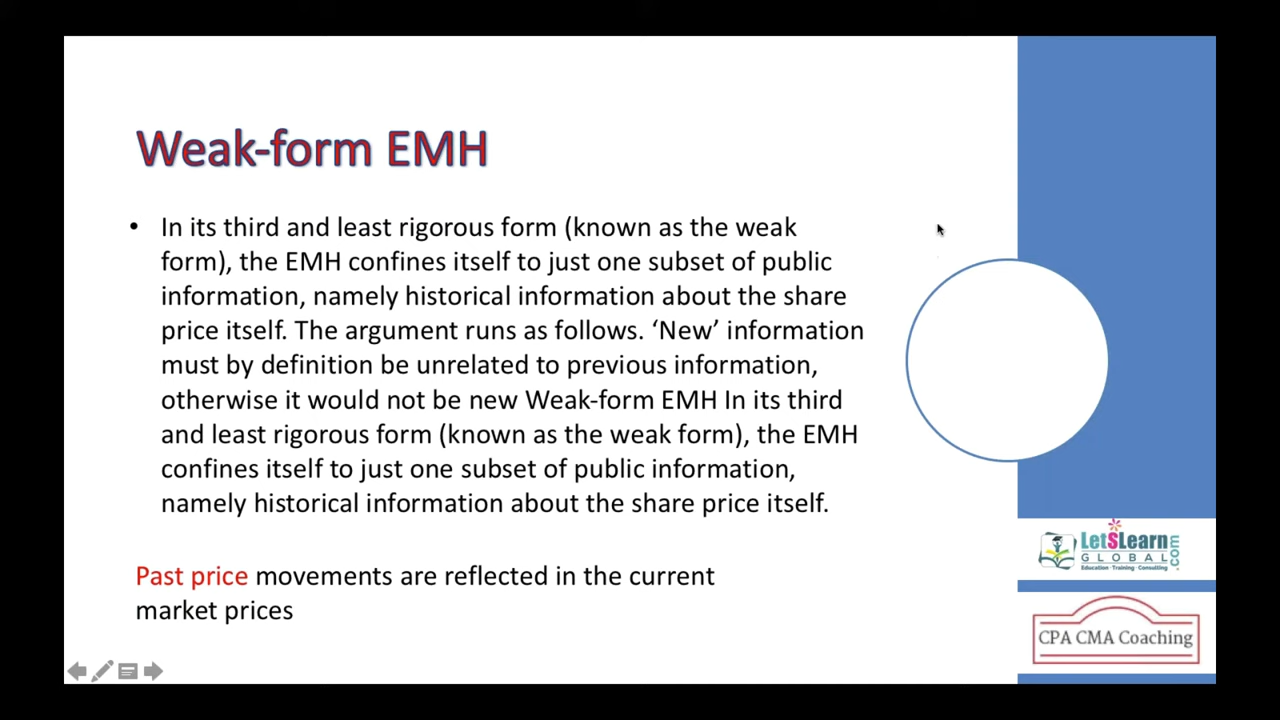 Weak-form EMH
• In its third and least rigorous form (known as the weak
form), the EMH confines itself to just one subset of public
information, namely historical information about the share
price itself. The argument runs as follows. ‘New’ information
must by definition be unrelated to previous information,
otherwise it would not be new Weak-form EMH In its third
and least rigorous form (known as the weak form), the EMH
confines itself to just one subset of public information,
namely historical information about the share price itself.
Past price movements are reflected in the current
market prices
LetSLearn
GLOBAL.com
Education - Training - Consulting
CPA CMA Coaching